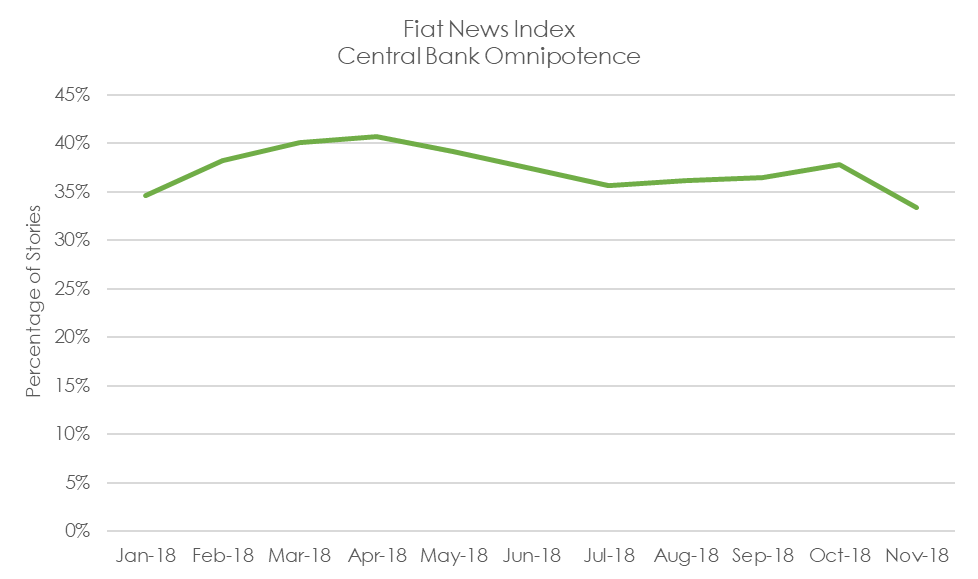 Fiat News Index
Central Bank Omnipotence
Percentage of Stories
45%
40%
35%
30%
25%
20%
15%
10%
5%
0%
Jan-18 Feb-18 Mar-18 Apr-18 May-18 Jun-18 Jul-18 Aug-18 Sep-18 Oct-18 Nov-18